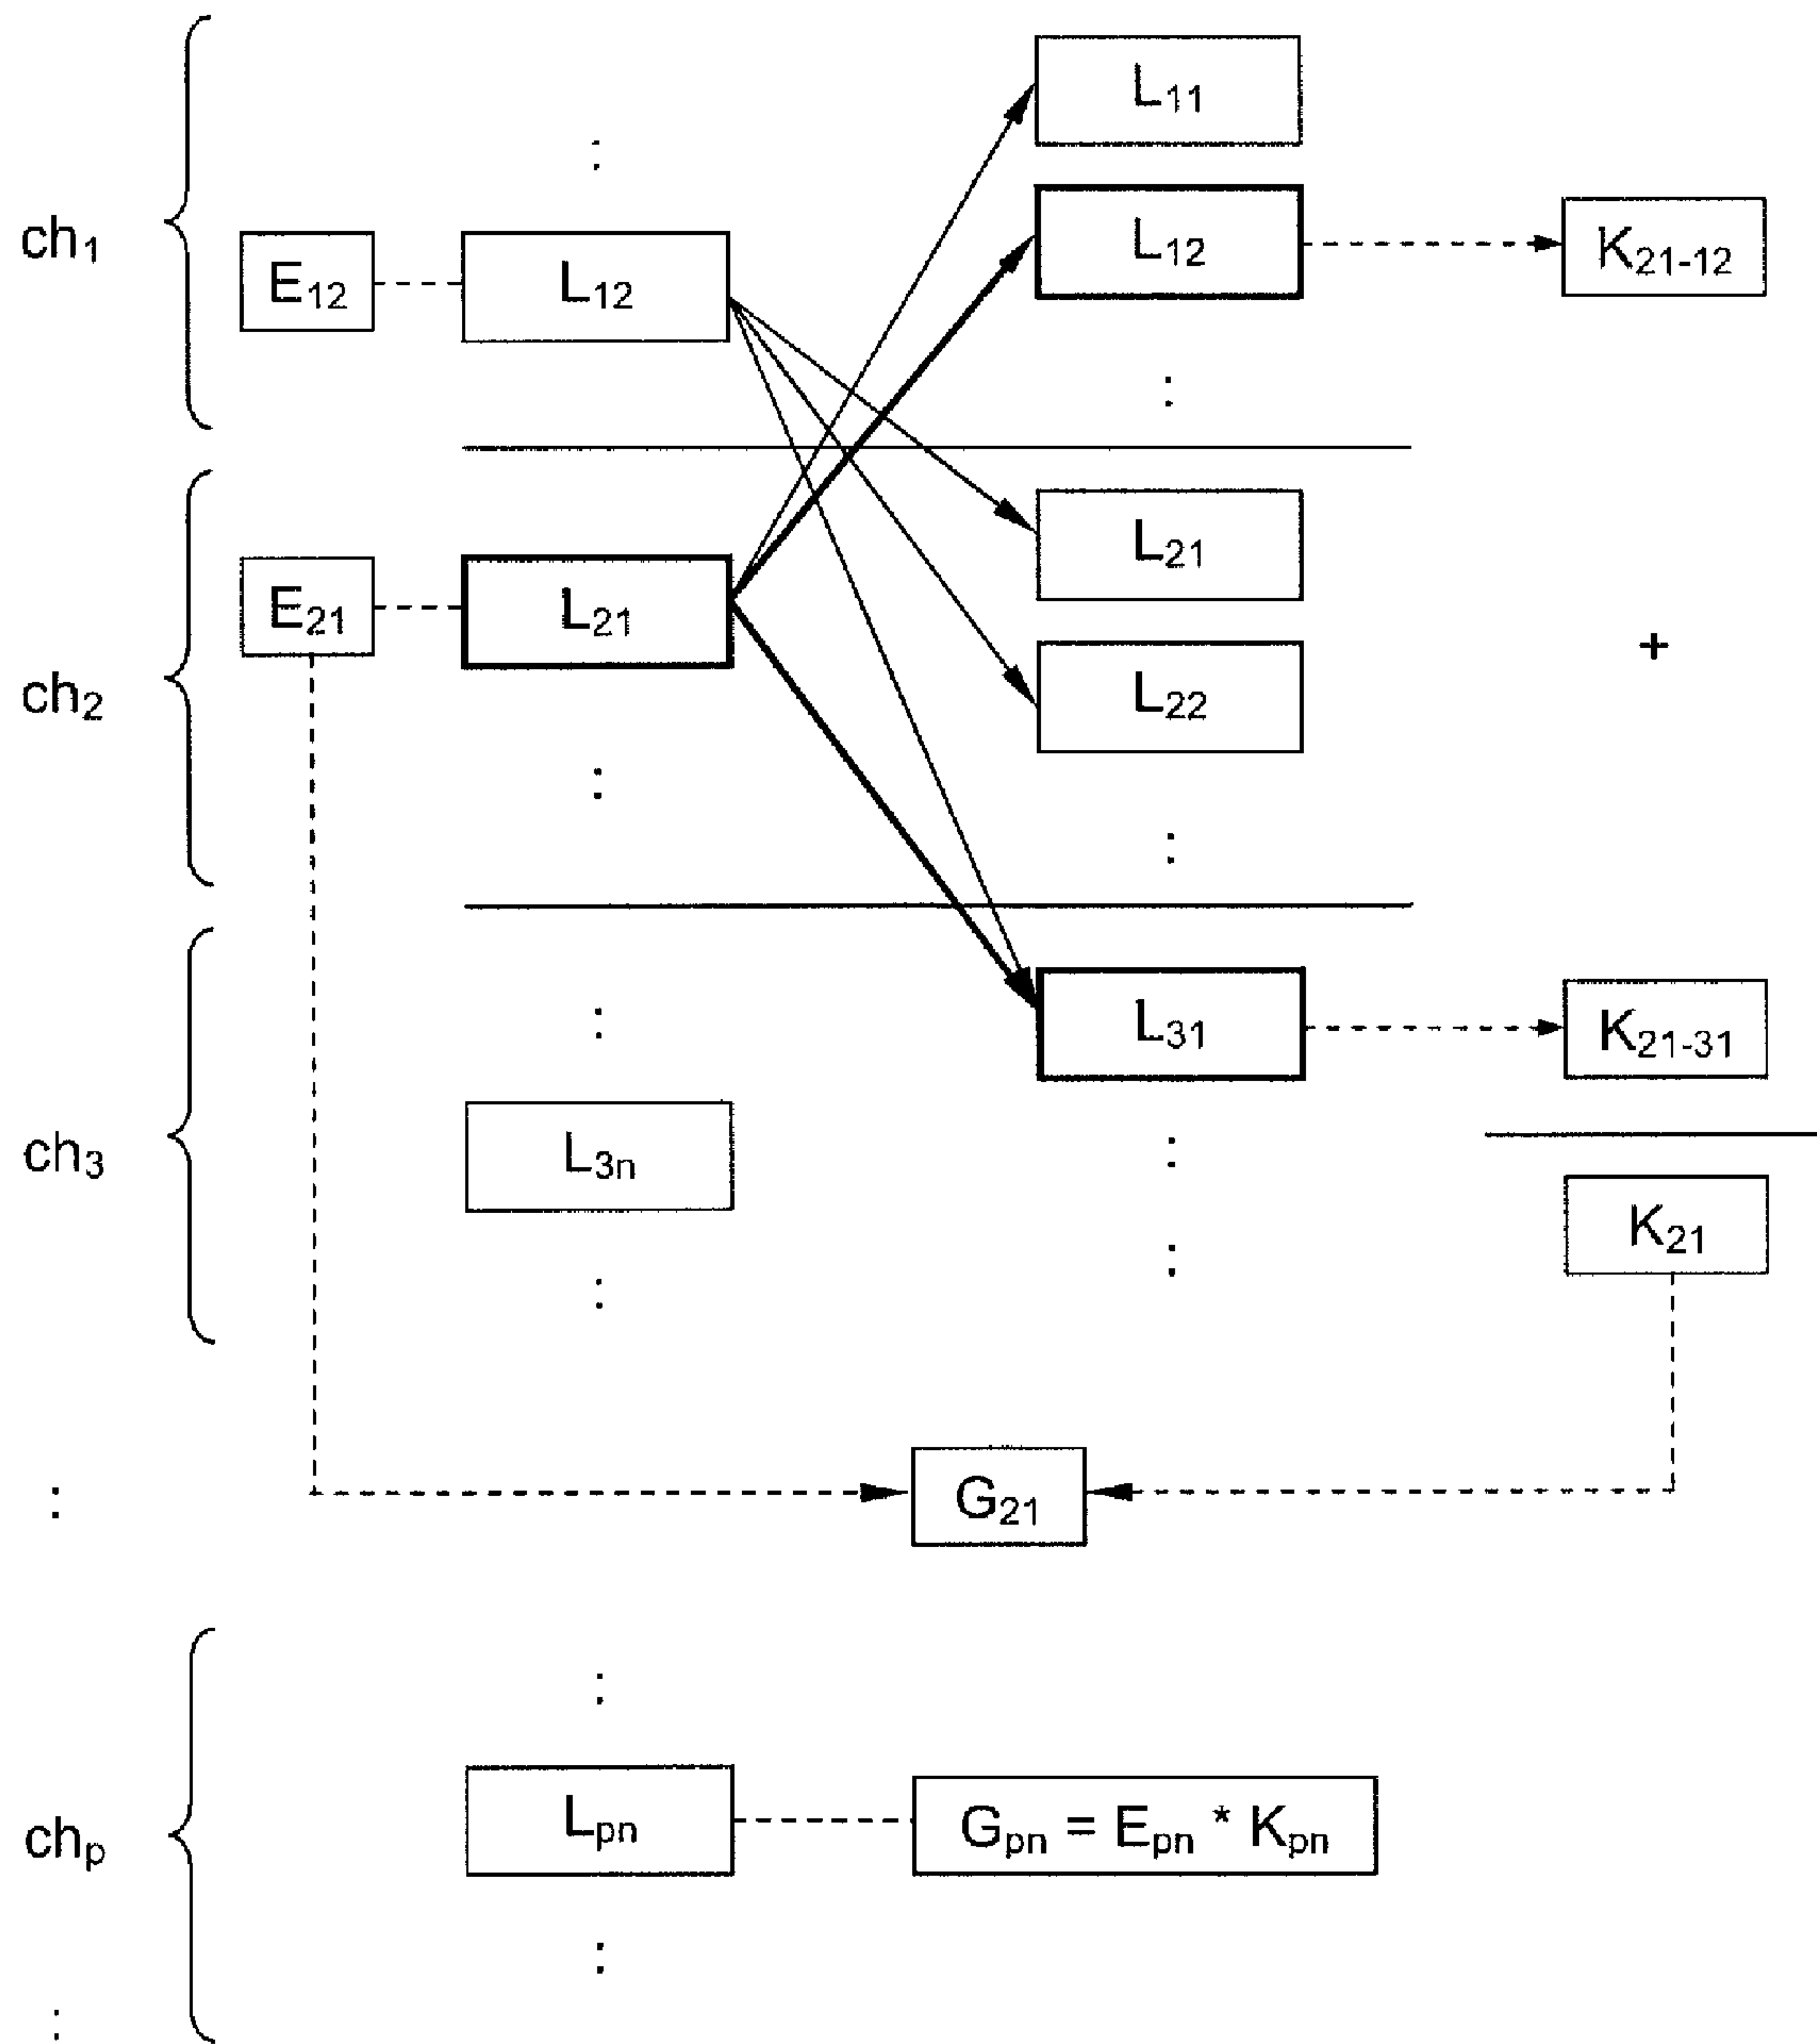 ch₁
:
E₁₂
L₁₂
L₁₁
L₁₂
K₂₁₋₁₂
:
ch₂
E₂₁
L₂₁
:
L₂₁
L₂₂
:
+
ch₃
:
L₃ₙ
:
L₃₁
K₂₁₋₃₁
:
:
K₂₁
:
G₂₁
chₚ
:
Lₚₙ
Gₚₙ = Eₚₙ * Kₚₙ
:
: